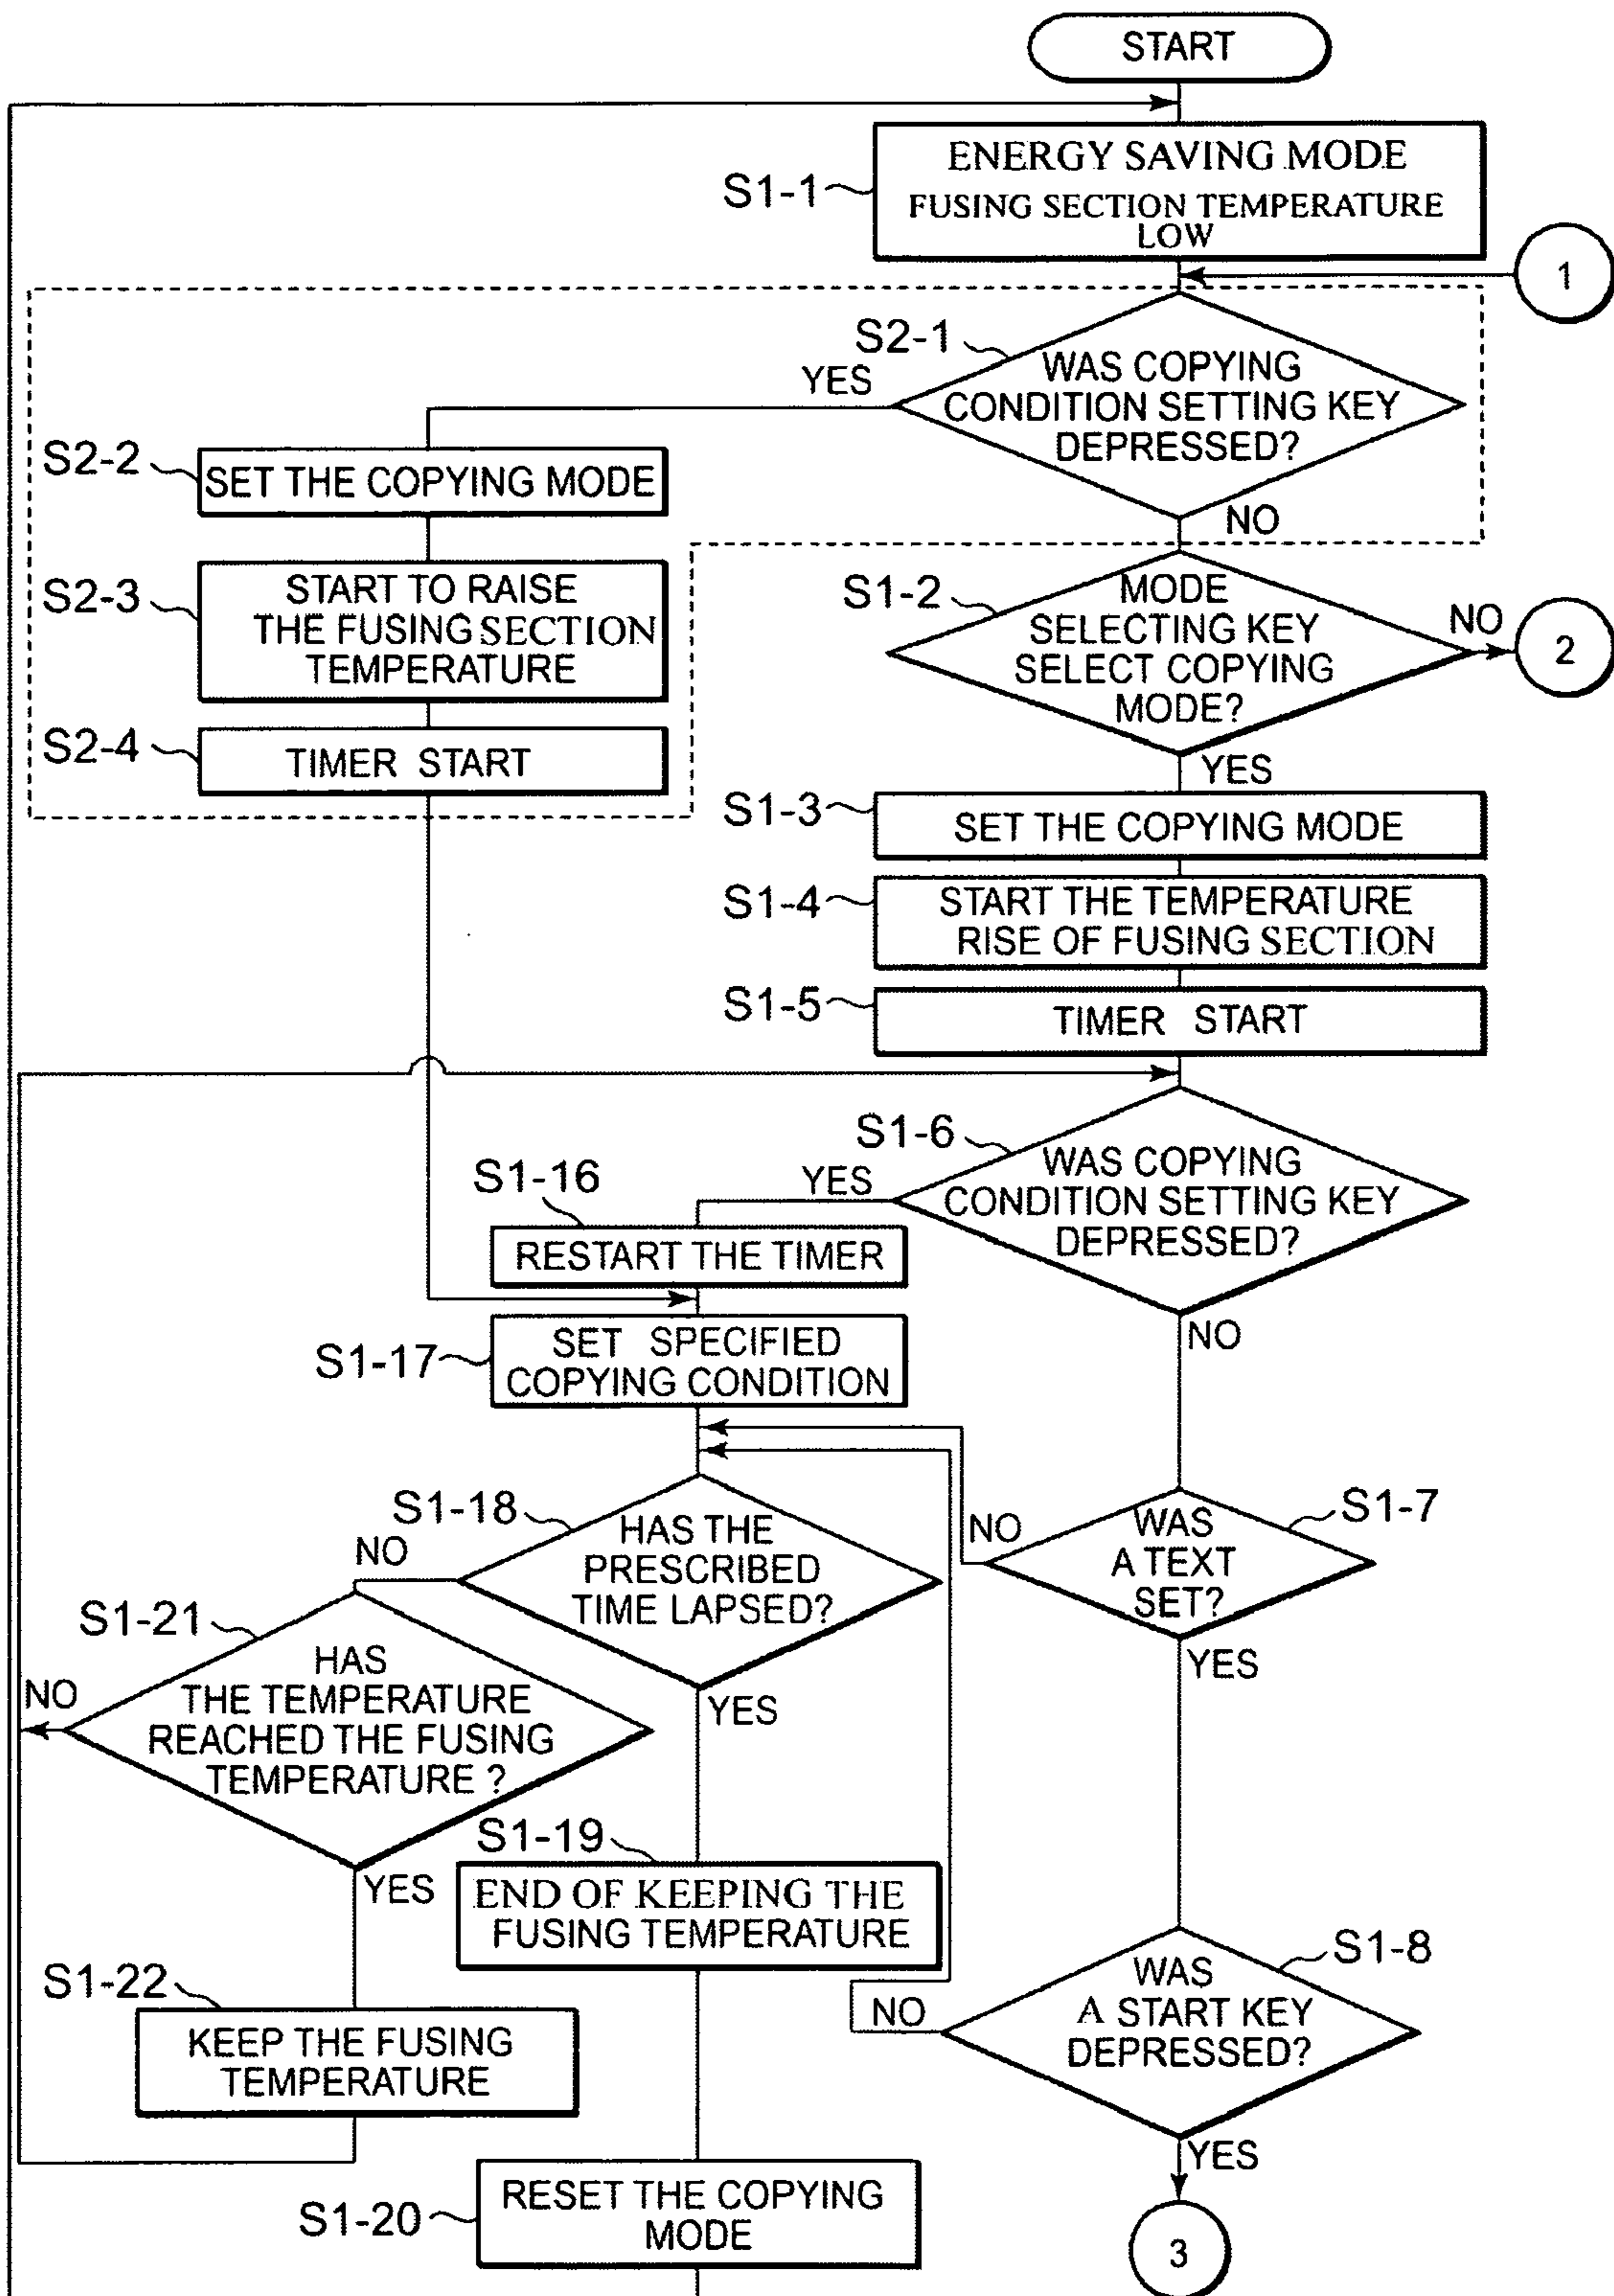 START
ENERGY SAVING MODE
FUSING SECTION TEMPERATURE
LOW
S1-1
1
S2-1
WAS COPYING
CONDITION SETTING KEY
DEPRESSED?
YES
NO
S2-2
SET THE COPYING MODE
S2-3
START TO RAISE
THE FUSING SECTION
TEMPERATURE
S2-4
TIMER START
S1-2
MODE
SELECTING KEY
SELECT COPYING
MODE?
NO
2
YES
S1-3
SET THE COPYING MODE
S1-4
START THE TEMPERATURE
RISE OF FUSING SECTION
S1-5
TIMER START
S1-6
WAS COPYING
CONDITION SETTING KEY
DEPRESSED?
YES
NO
S1-16
RESTART THE TIMER
S1-17
SET SPECIFIED
COPYING CONDITION
S1-18
HAS THE
PRESCRIBED
TIME LAPSED?
NO
YES
S1-7
WAS
A TEXT
SET?
NO
YES
S1-21
HAS
THE TEMPERATURE
REACHED THE FUSING
TEMPERATURE ?
NO
YES
S1-19
END OF KEEPING THE
FUSING TEMPERATURE
S1-8
WAS
A START KEY
DEPRESSED?
NO
YES
S1-22
KEEP THE FUSING
TEMPERATURE
S1-20
RESET THE COPYING
MODE
3